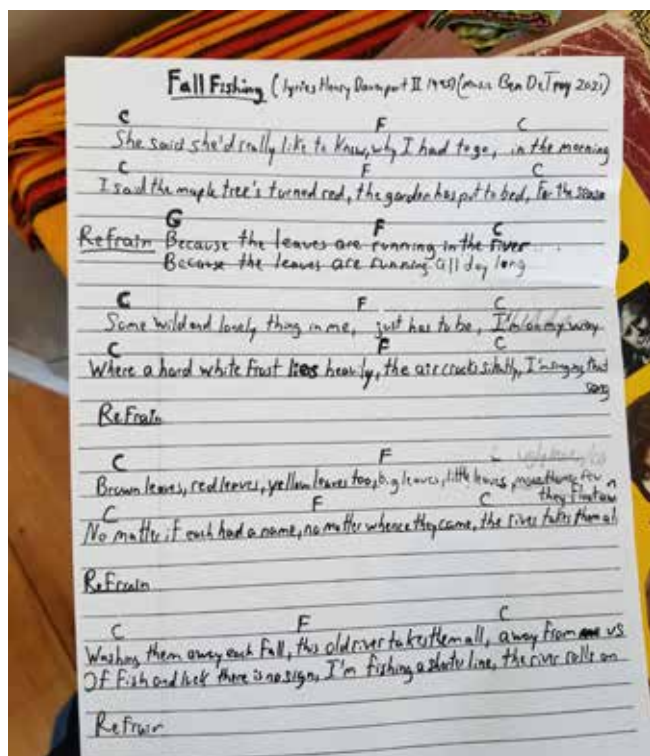 Fall Fishing (lyrics Henry Davenport II 1995) (music Ben DeTroy 2021)
C F C
She said she'd really like to know, why I had to go, in the morning
C F C
I said the maple tree's turned red, the garden has put to bed, for the season
G F C
Refrain Because the leaves are running in the river...
Because the leaves are running all day long
C F C
Some wild and lonely thing in me, just has to be, I'm on my way
C F C
Where a hard white frost lies heavily, the air cracks silently, I'm singing that
song
Refrain
C F C
Brown leaves, red leaves, yellow leaves too, big leaves, little leaves,
they float
C F C
No matter if each had a name, no matter whence they came, the river takes them all
Refrain
C F C
Washing them away each Fall, this old river takes them all, away from us
Of fish and luck there is no sign, I'm fishing a shorter line, the river rolls on
Refrain